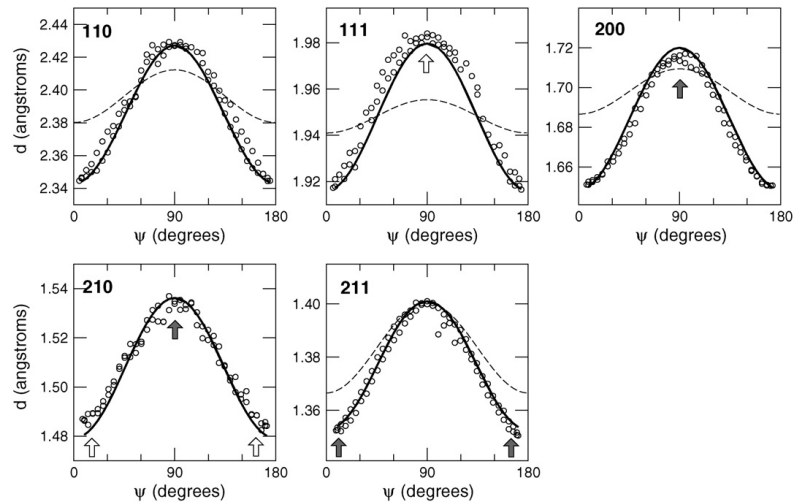 110
111
200
d (angstroms)
2.44
2.42
2.40
2.38
2.36
2.34
1.98
1.96
1.94
1.92
1.72
1.70
1.68
1.66
0 90 180
0 90 180
0 90 180
ψ (degrees)
ψ (degrees)
ψ (degrees)
210
211
d (angstroms)
1.54
1.52
1.50
1.48
1.40
1.38
1.36
0 90 180
0 90 180
ψ (degrees)
ψ (degrees)